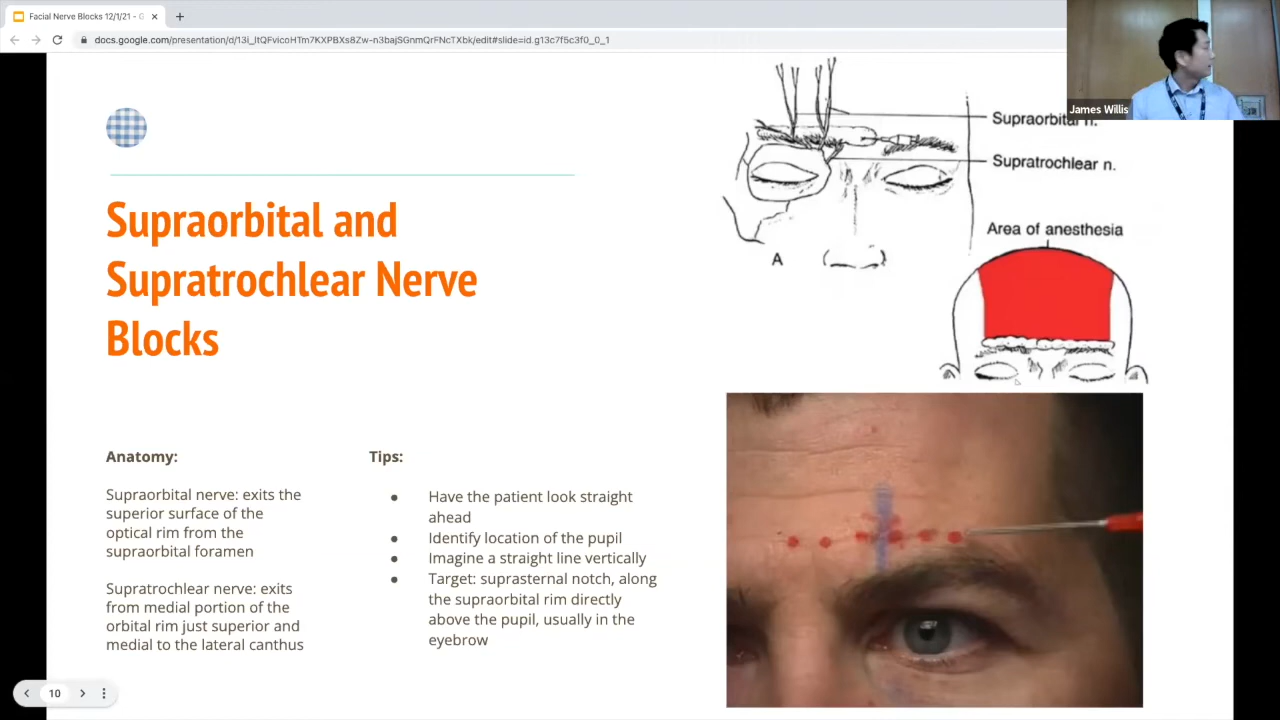 Facial Nerve Blocks 12/1/21 - G
docs.google.com/presentation/d/13i_ltQFvicoHTm7KXPBXs8Zw-n3bajSGnmQrFNcTXbk/edit#slide=id.g13c7f5c3f0_0_1
James Willis
Supraorbital n.
Supratrochlear n.
Area of anesthesia
A
Supraorbital and
Supratrochlear Nerve
Blocks
Anatomy:
Supraorbital nerve: exits the
superior surface of the
optical rim from the
supraorbital foramen
Supratrochlear nerve: exits
from medial portion of the
orbital rim just superior and
medial to the lateral canthus
Tips:
Have the patient look straight
ahead
Identify location of the pupil
Imagine a straight line vertically
Target: suprasternal notch, along
the supraorbital rim directly
above the pupil, usually in the
eyebrow
10